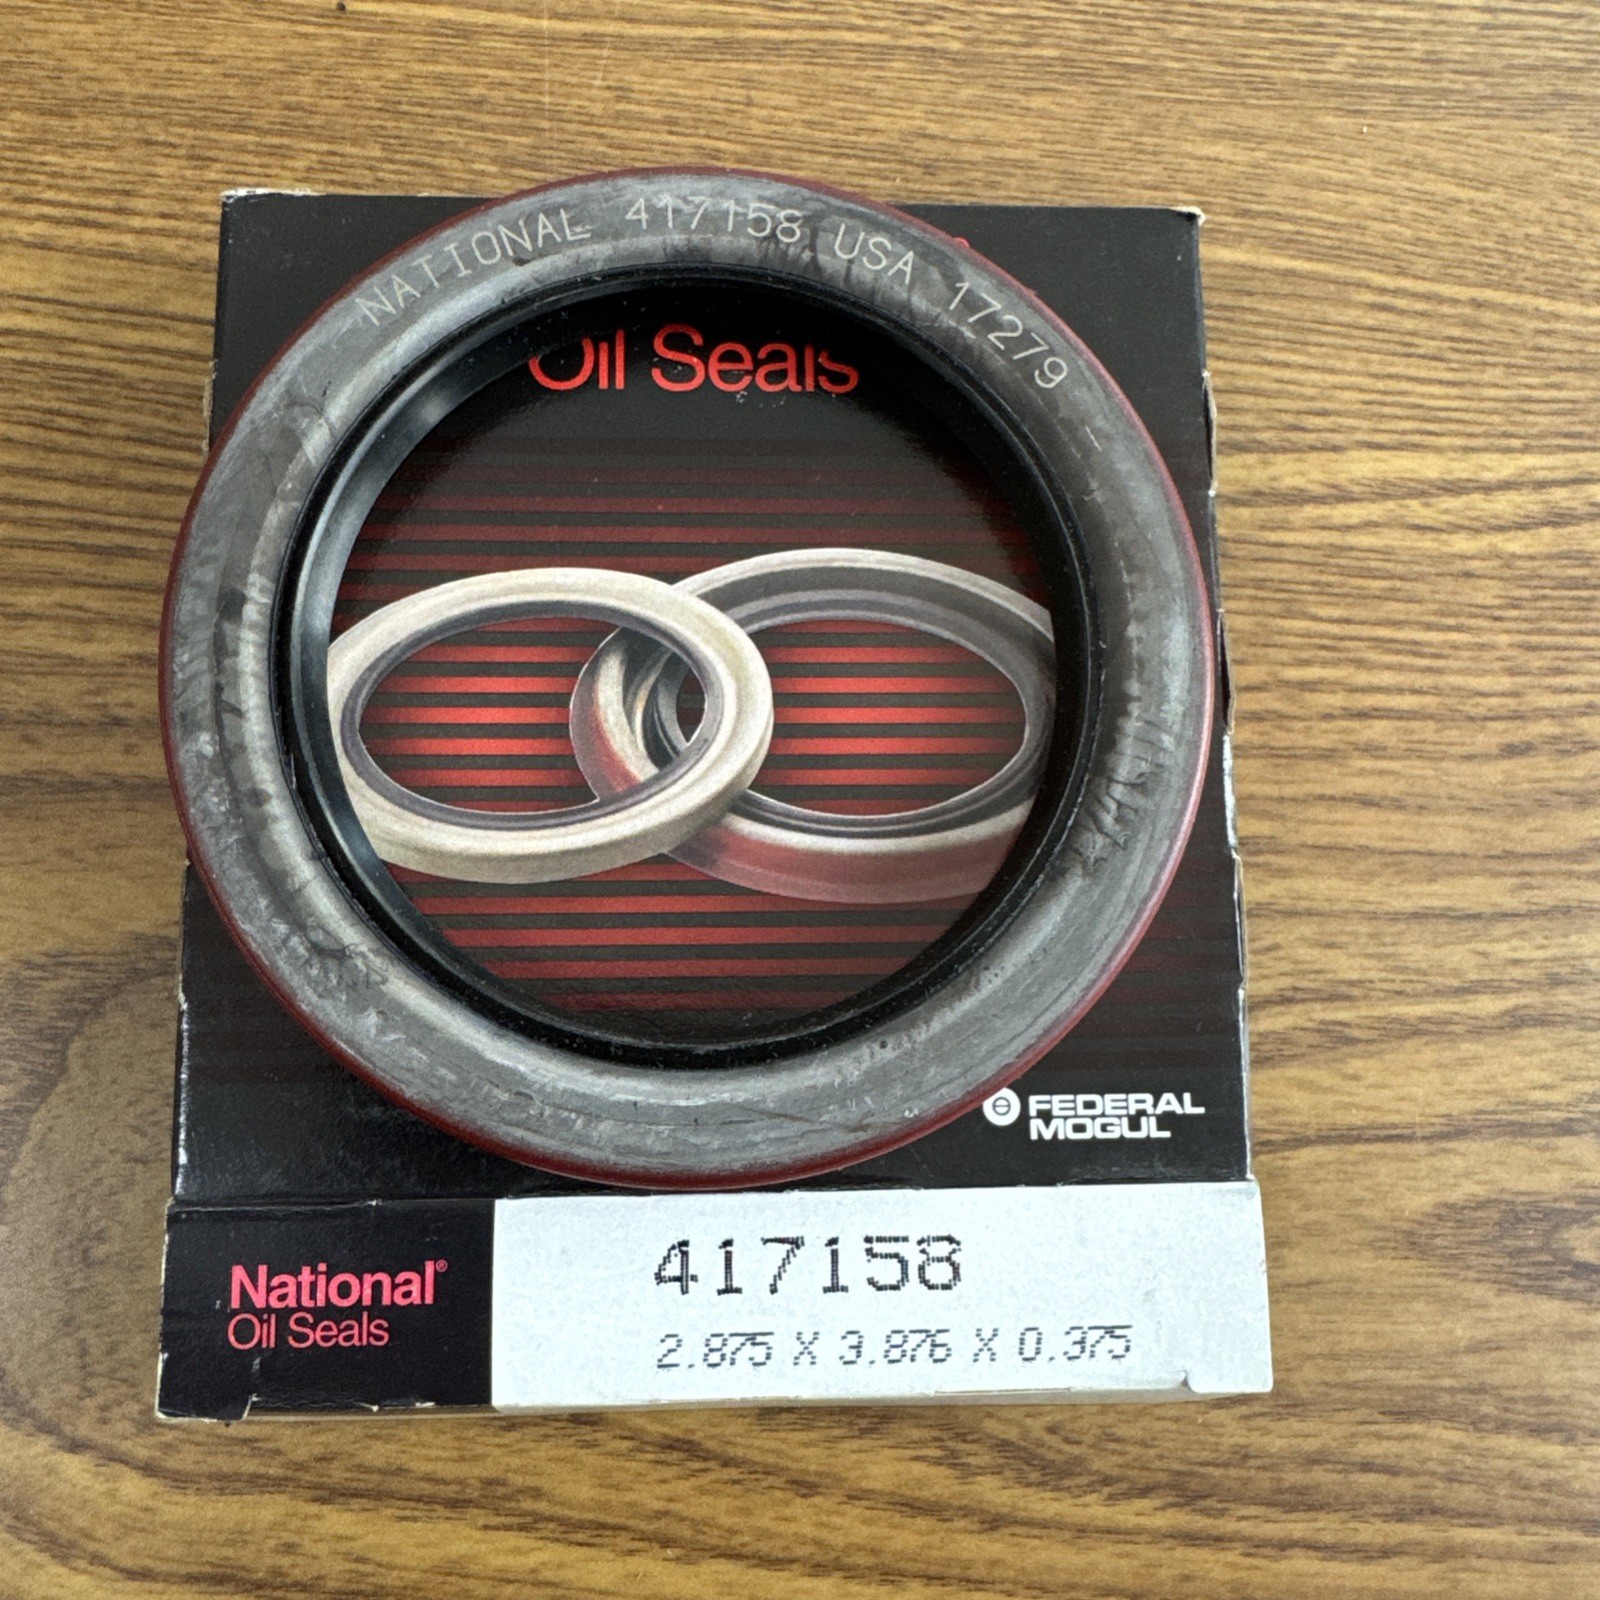 NATIONAL 417158 USA 17279 -
Oil Seals
FEDERAL
MOGUL
National®
Oil Seals
417158
2.875 X 3.876 X 0.375